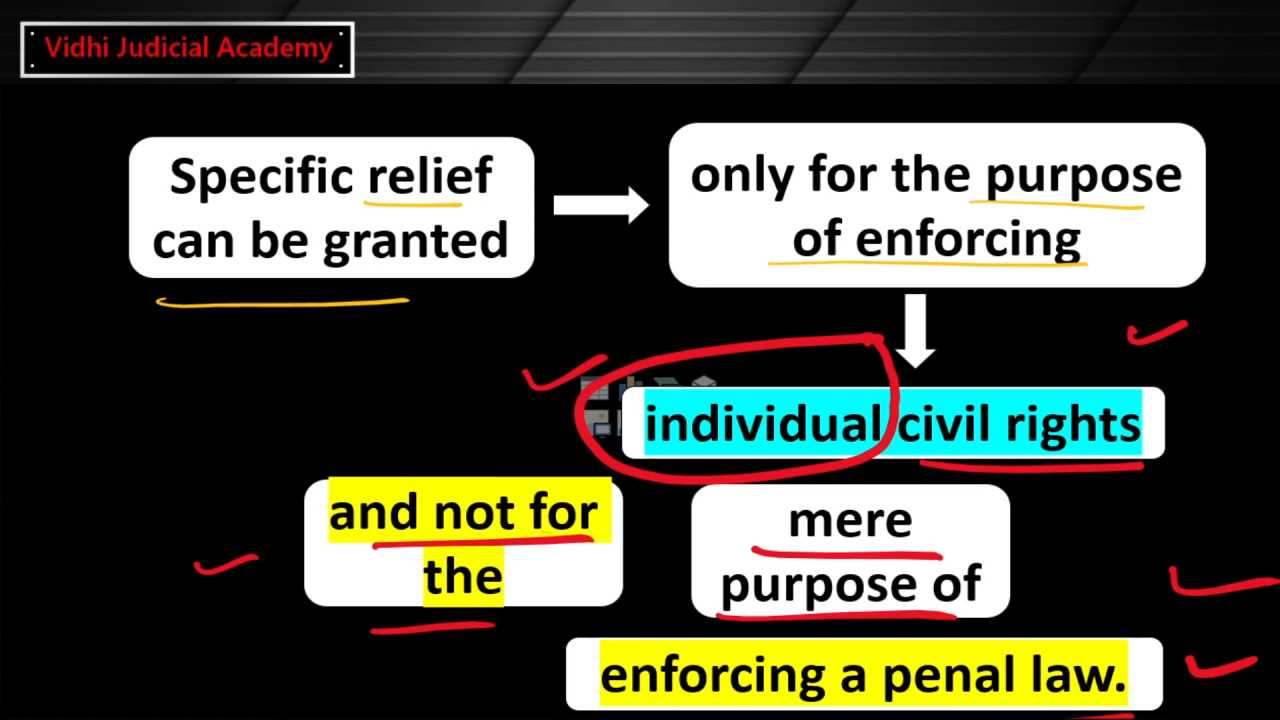 Vidhi Judicial Academy
Specific relief
can be granted
only for the purpose
of enforcing
individual civil rights
and not for
the
mere
purpose of
enforcing a penal law.